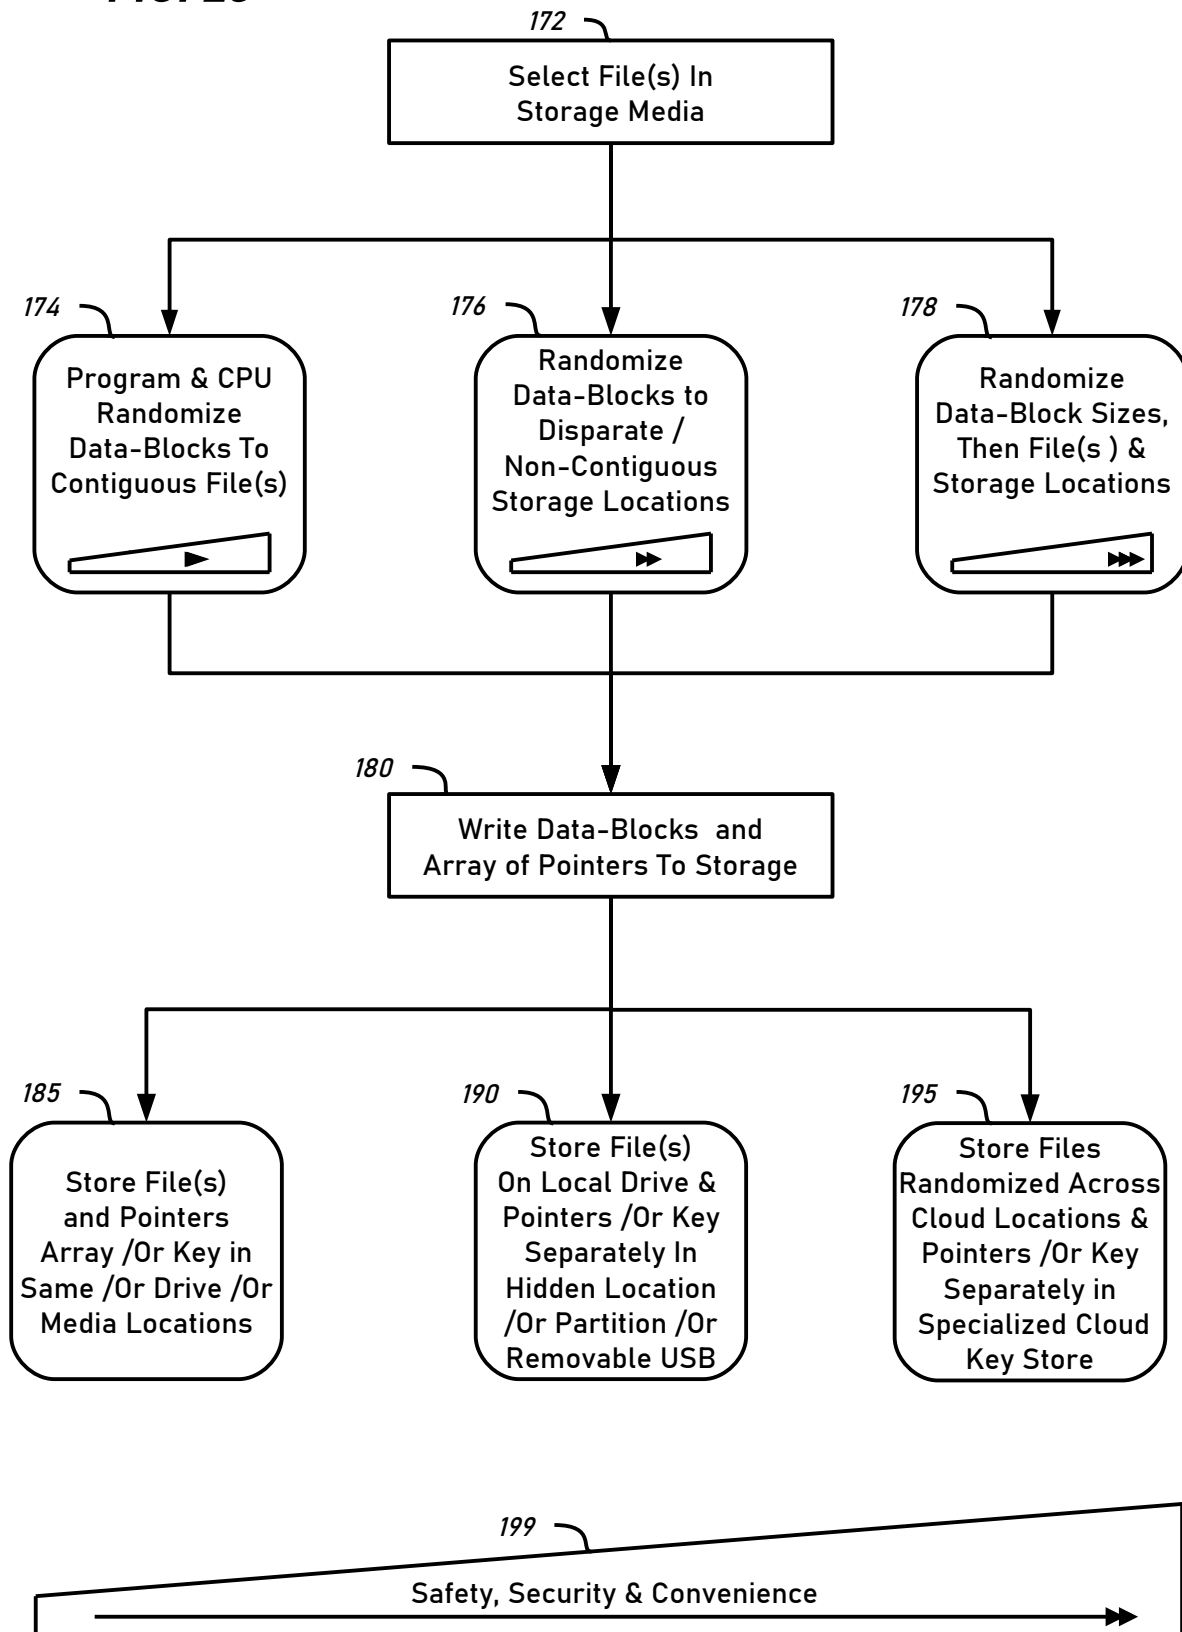 172
Select File(s) In
Storage Media
174
Program & CPU
Randomize
Data-Blocks To
Contiguous File(s)
176
Randomize
Data-Blocks to
Disparate /
Non-Contiguous
Storage Locations
178
Randomize
Data-Block Sizes,
Then File(s ) &
Storage Locations
180
Write Data-Blocks  and
Array of Pointers To Storage
185
Store File(s)
and Pointers
Array /Or Key in
Same /Or Drive /Or
Media Locations
190
Store File(s)
On Local Drive &
Pointers /Or Key
Separately In
Hidden Location
/Or Partition /Or
Removable USB
195
Store Files
Randomized Across
Cloud Locations &
Pointers /Or Key
Separately in
Specialized Cloud
Key Store
199
Safety, Security & Convenience